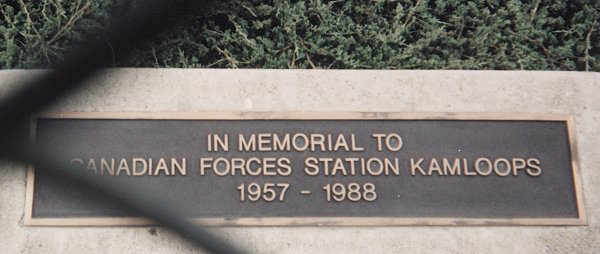 IN MEMORIAL TO
CANADIAN FORCES STATION KAMLOOPS
1957 - 1988